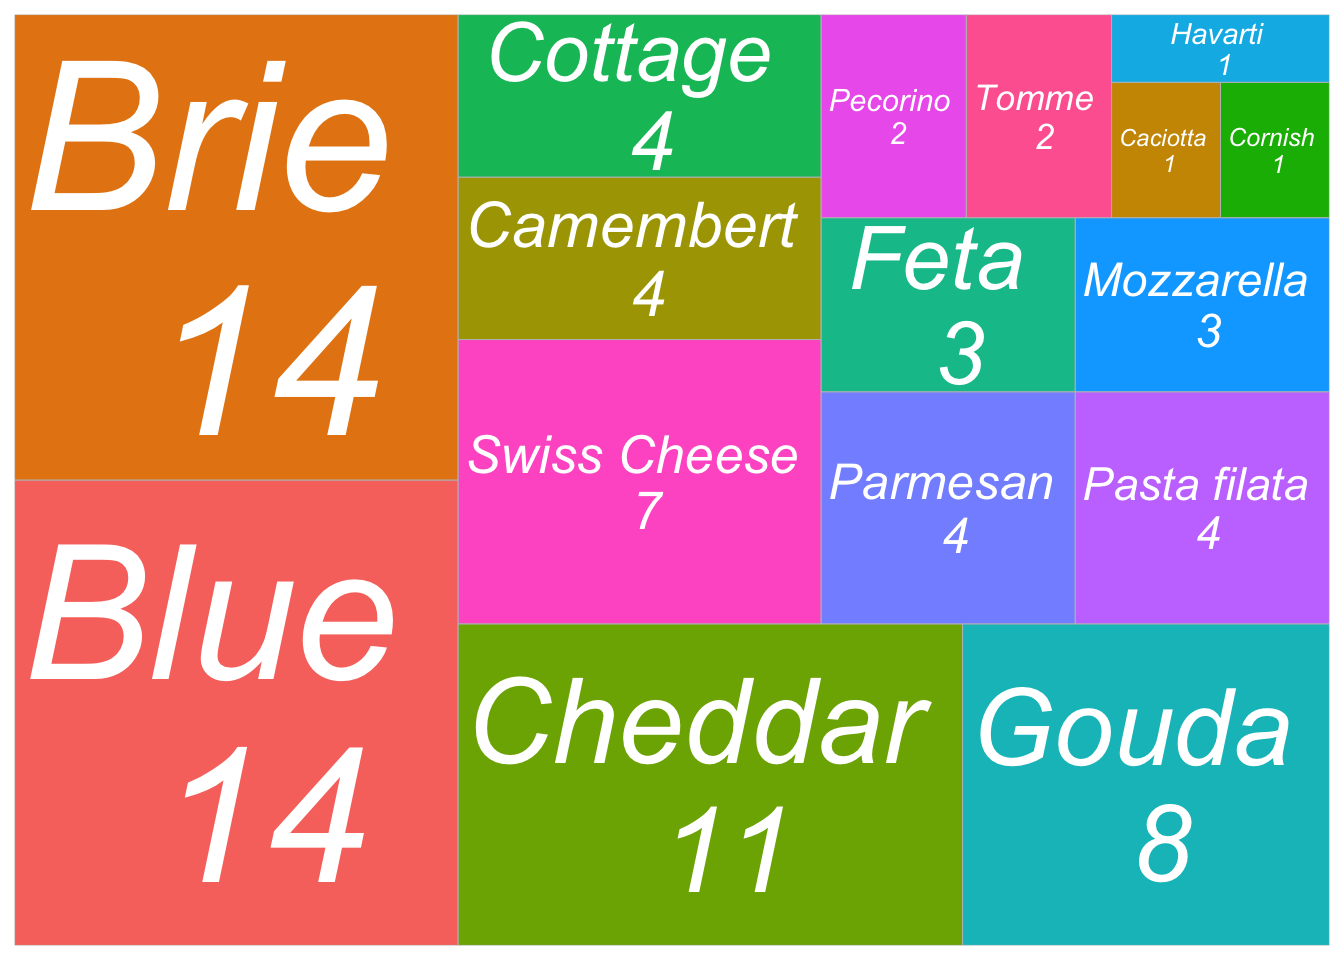 Brie
14
Blue
14
Cottage
4
Camembert
4
Swiss Cheese
7
Cheddar
11
Gouda
8
Pecorino
2
Tomme
2
Havarti
1
Caciotta
1
Cornish
1
Feta
3
Mozzarella
3
Parmesan
4
Pasta filata
4